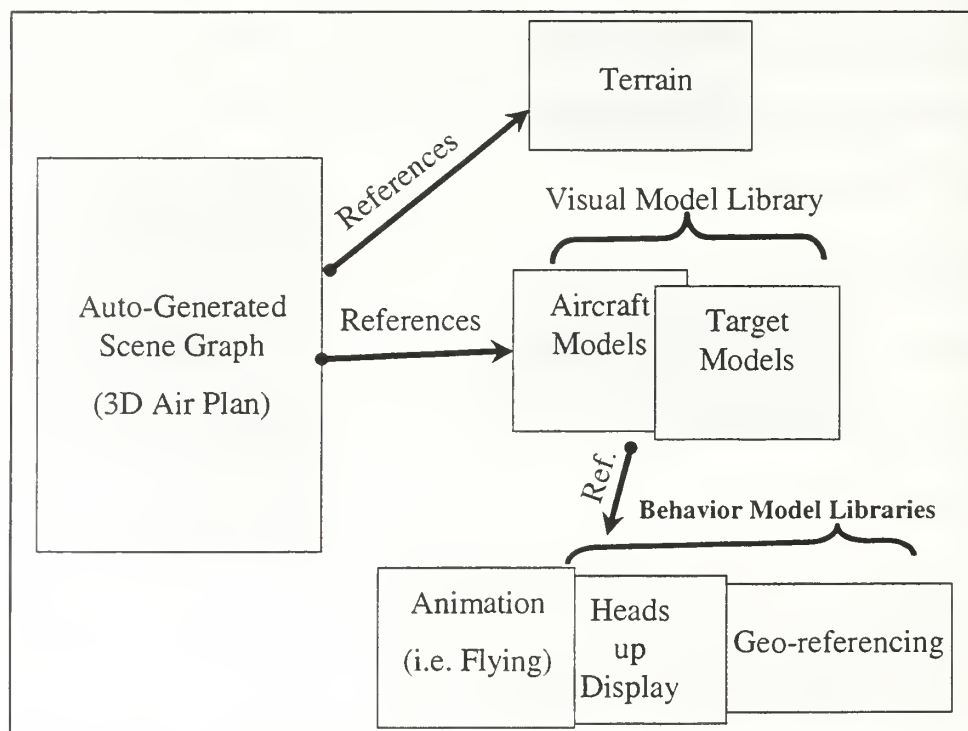 Terrain
References
Visual Model Library
Auto-Generated
Scene Graph
(3D Air Plan)
References
Aircraft
Models
Target
Models
Ref.
Behavior Model Libraries
Animation
(i.e. Flying)
Heads
up
Display
Geo-referencing